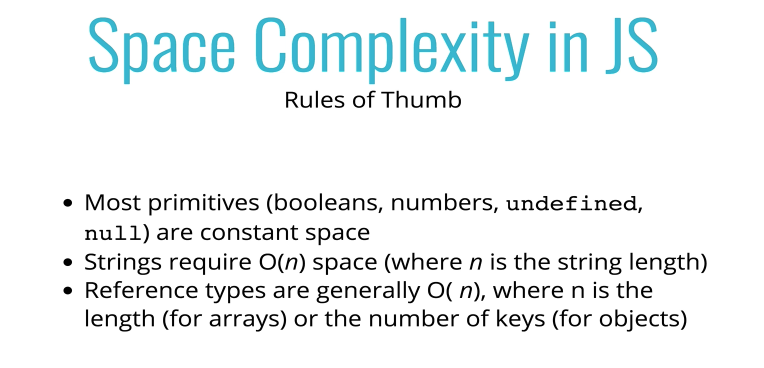 Space Complexity in JS
Rules of Thumb
• Most primitives (booleans, numbers, undefined,
null) are constant space
• Strings require O(n) space (where n is the string length)
• Reference types are generally O( n), where n is the
length (for arrays) or the number of keys (for objects)